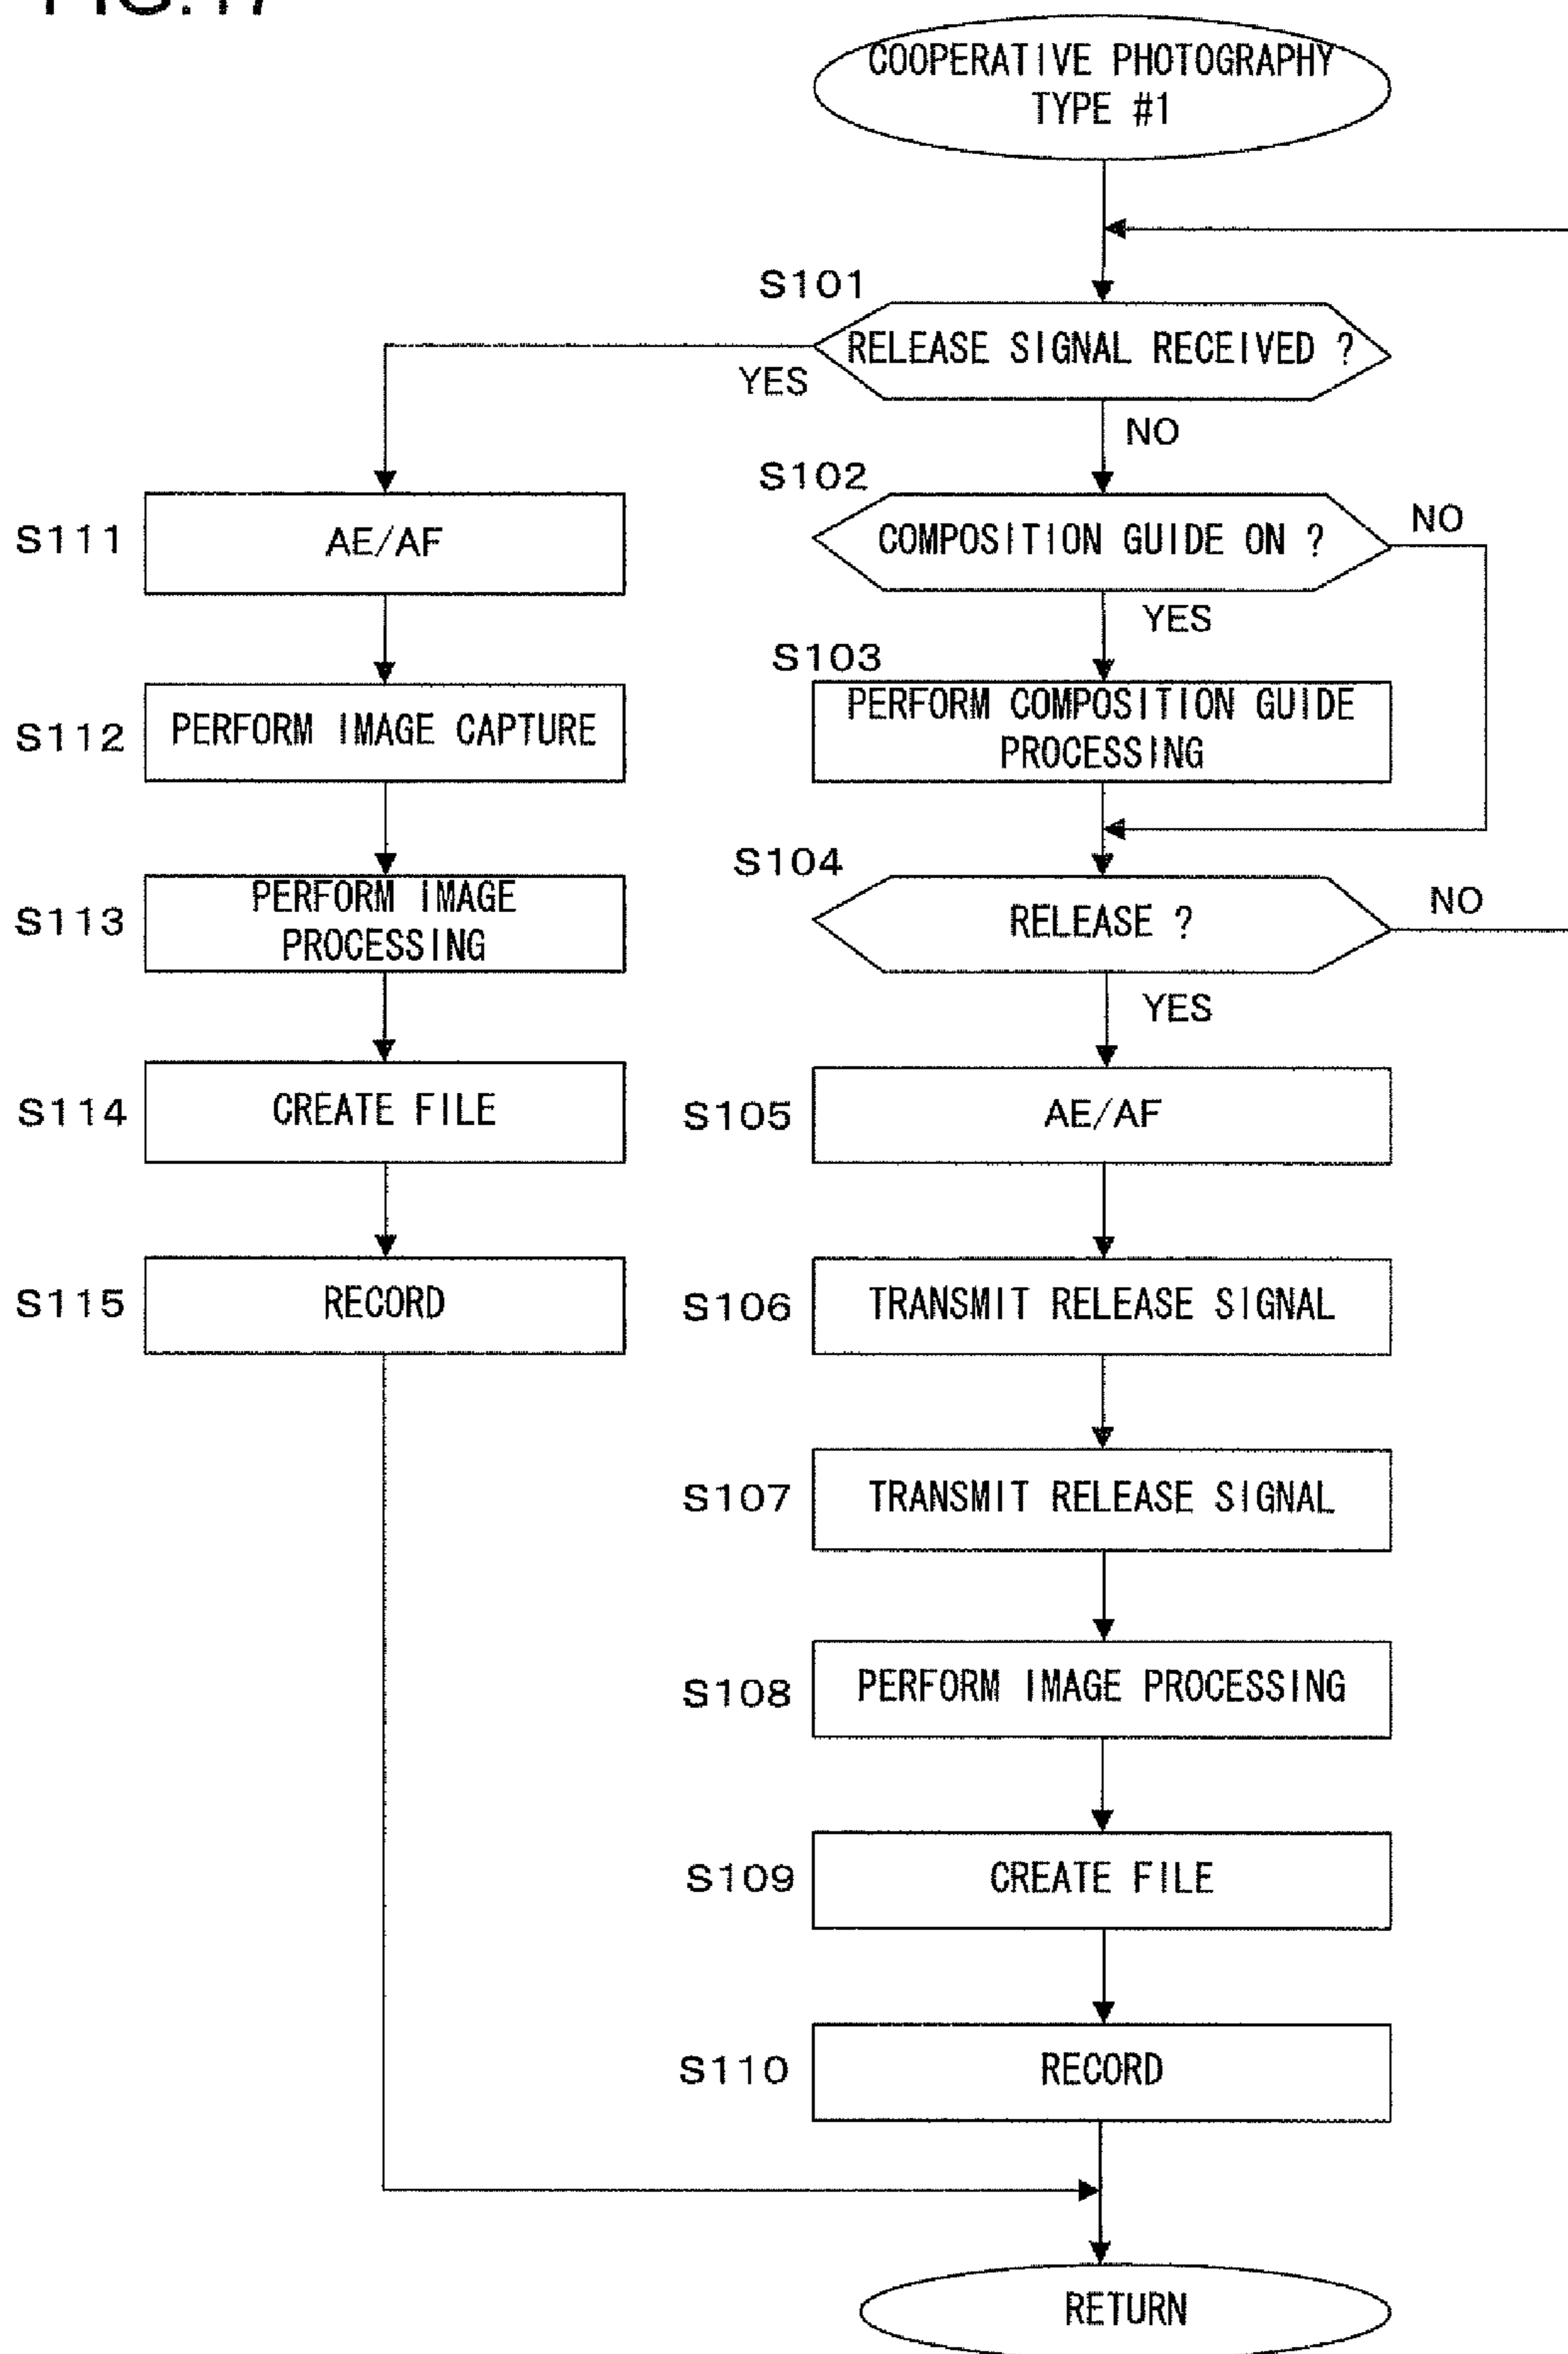 FIG.17
COOPERATIVE PHOTOGRAPHY
TYPE #1
S101
RELEASE SIGNAL RECEIVED ?
YES
NO
S102
COMPOSITION GUIDE ON ?
NO
YES
S103
PERFORM COMPOSITION GUIDE
PROCESSING
S104
RELEASE ?
NO
YES
S105
AE/AF
S106
TRANSMIT RELEASE SIGNAL
S107
TRANSMIT RELEASE SIGNAL
S108
PERFORM IMAGE PROCESSING
S109
CREATE FILE
S110
RECORD
S111
AE/AF
S112
PERFORM IMAGE CAPTURE
S113
PERFORM IMAGE
PROCESSING
S114
CREATE FILE
S115
RECORD
RETURN